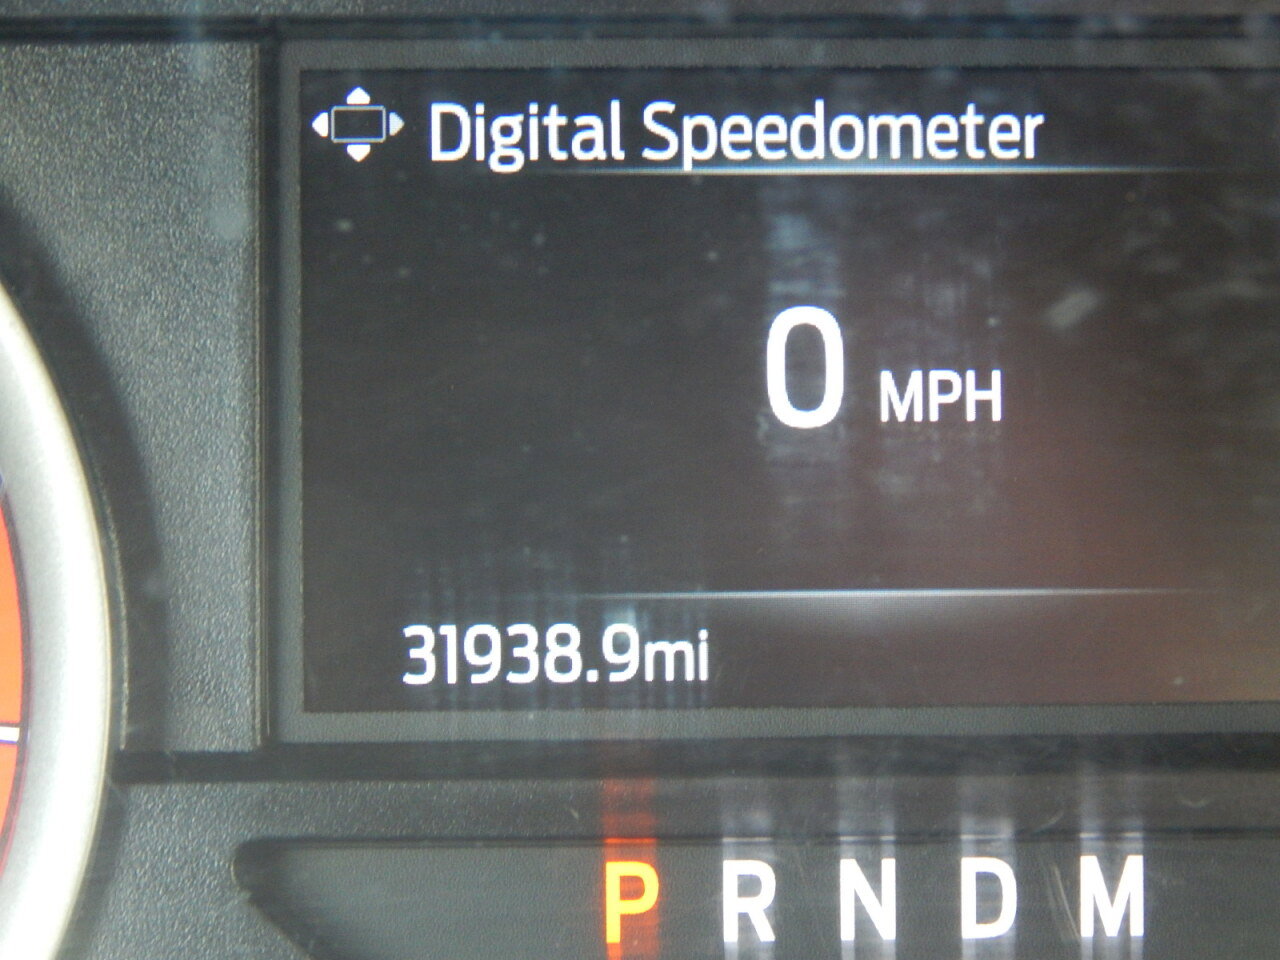 Digital Speedometer
0 MPH
31938.9mi
P R N D M